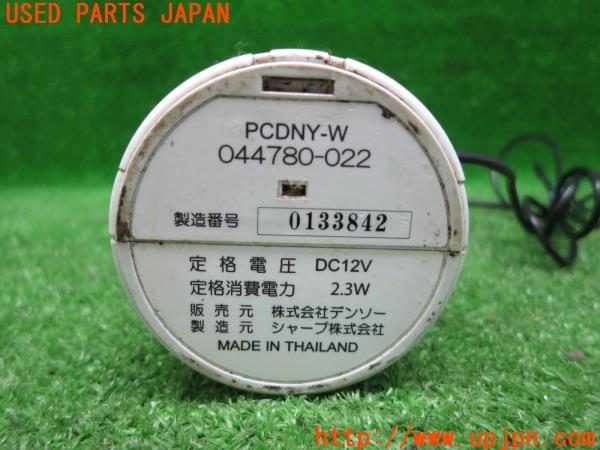 USED PARTS JAPAN
PCDNY-W
044780-022
製造番号 0133842
定格電圧 DC12V
定格消費電力 2.3W
販売元 株式会社デンソー
製造元 シャープ株式会社
MADE IN THAILAND
http://www.upjpn.com